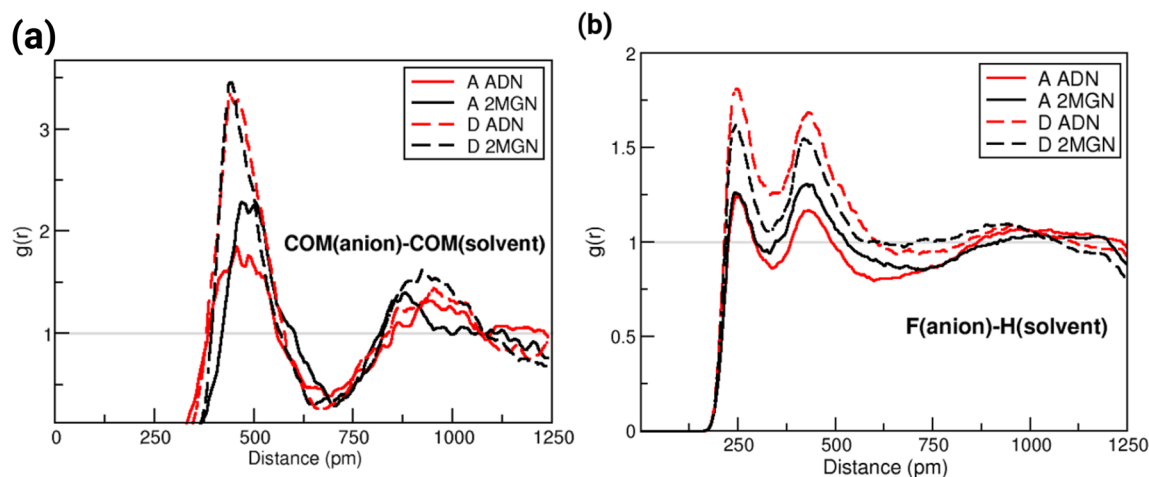 (a)
g(r)
3
2
1
A ADN
A 2MGN
D ADN
D 2MGN
COM(anion)-COM(solvent)
0 250 500 750 1000 1250
Distance (pm)
(b)
g(r)
2
1.5
1
0.5
0
A ADN
A 2MGN
D ADN
D 2MGN
F(anion)-H(solvent)
250 500 750 1000 1250
Distance (pm)